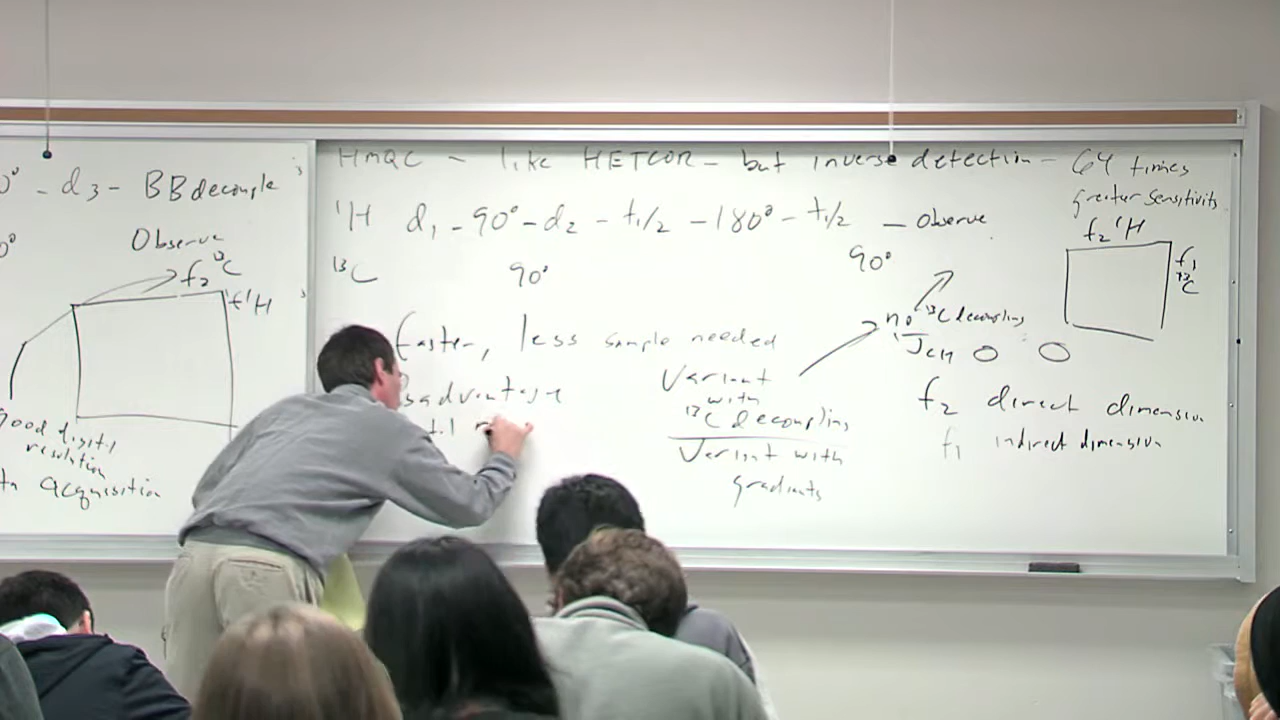 0° - d3 - BB decouple
0°
Observe
f2 13C
f1 1H
good digital
resolution
in acquisition
HMQC - like HETCOR - but inverse detection - 64 times
greater sensitivity
1H d1 - 90° - d2 - t1/2 - 180° - t1/2 - Observe
13C 90° 90°
faster, less sample needed
disadvantage
Variant
with
13C decoupling
Variant with
gradients
no 13C decoupling
1JCH
f2 1H
f1
13C
f2 direct dimension
f1 indirect dimension